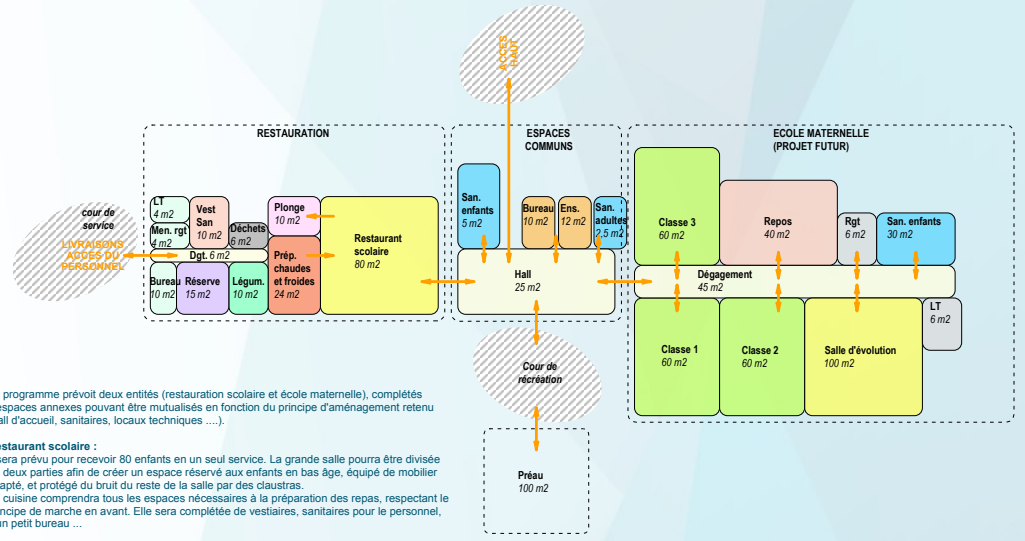 ACCES
HAUT
RESTAURATION
ESPACES
COMMUNS
ECOLE MATERNELLE
(PROJET FUTUR)
cour de
service
LIVRAISONS
ACCES DU
PERSONNEL
LT
4 m2
Men. rgt
4 m2
Vest
San
10 m2
Déchets
6 m2
Plonge
10 m2
Dgt. 6 m2
Bureau
10 m2
Réserve
15 m2
Légum.
10 m2
Prép.
chaudes
et froides
24 m2
Restaurant
scolaire
80 m2
San.
enfants
5 m2
Bureau
10 m2
Ens.
12 m2
San.
adultes
2,5 m2
Hall
25 m2
Classe 3
60 m2
Repos
40 m2
Rgt
6 m2
San. enfants
30 m2
Dégagement
45 m2
Classe 1
60 m2
Classe 2
60 m2
Salle d'évolution
100 m2
LT
6 m2
Cour de
récréation
Préau
100 m2
programme prévoit deux entités (restauration scolaire et école maternelle), complétés
espaces annexes pouvant être mutualisés en fonction du principe d'aménagement retenu
all d'accueil, sanitaires, locaux techniques ....).
estaurant scolaire :
sera prévu pour recevoir 80 enfants en un seul service. La grande salle pourra être divisée
deux parties afin de créer un espace réservé aux enfants en bas âge, équipé de mobilier
apté, et protégé du bruit du reste de la salle par des claustras.
cuisine comprendra tous les espaces nécessaires à la préparation des repas, respectant le
incipe de marche en avant. Elle sera complétée de vestiaires, sanitaires pour le personnel,
un petit bureau ...